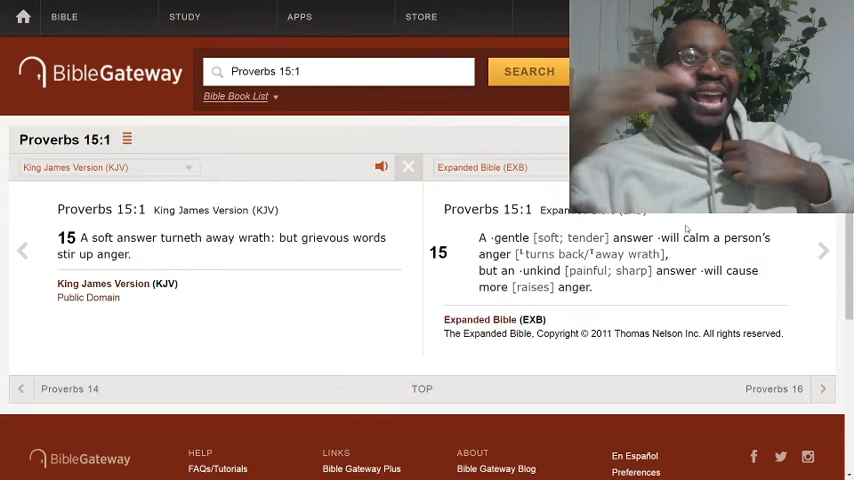 BIBLE STUDY APPS STORE
BibleGateway
Proverbs 15:1
SEARCH
Bible Book List
Proverbs 15:1
King James Version (KJV)
Expanded Bible (EXB)
Proverbs 15:1 King James Version (KJV)
15 A soft answer turneth away wrath: but grievous words
stir up anger.
King James Version (KJV)
Public Domain
Proverbs 15:1 Expanded Bible (EXB)
15 A ·gentle [soft; tender] answer ·will calm a person's
anger [ᴸturns back/ᵀaway wrath],
but an ·unkind [painful; sharp] answer ·will cause
more [raises] anger.
Expanded Bible (EXB)
The Expanded Bible, Copyright © 2011 Thomas Nelson Inc. All rights reserved.
Proverbs 14 TOP Proverbs 16
BibleGateway
HELP
FAQs/Tutorials
LINKS
Bible Gateway Plus
ABOUT
Bible Gateway Blog
En Español
Preferences